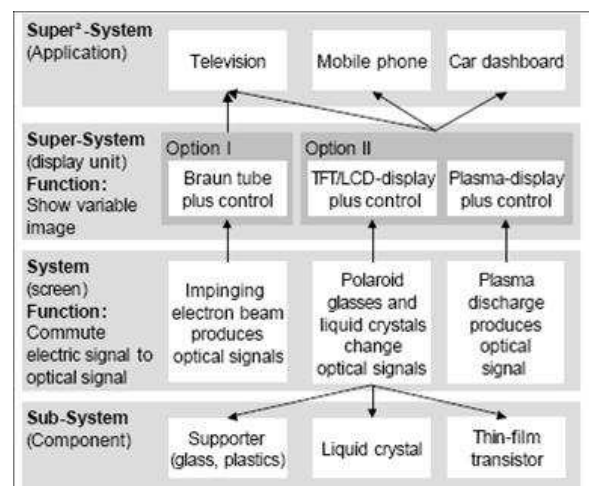 Super²-System
(Application)
Television
Mobile phone
Car dashboard
Super-System
(display unit)
Function:
Show variable
image
Option I
Braun tube
plus control
Option II
TFT/LCD-display
plus control
Plasma-display
plus control
System
(screen)
Function:
Commute
electric signal to
optical signal
Impinging
electron beam
produces
optical signals
Polaroid
glasses and
liquid crystals
change
optical signals
Plasma
discharge
produces
optical
signal
Sub-System
(Component)
Supporter
(glass, plastics)
Liquid crystal
Thin-film
transistor